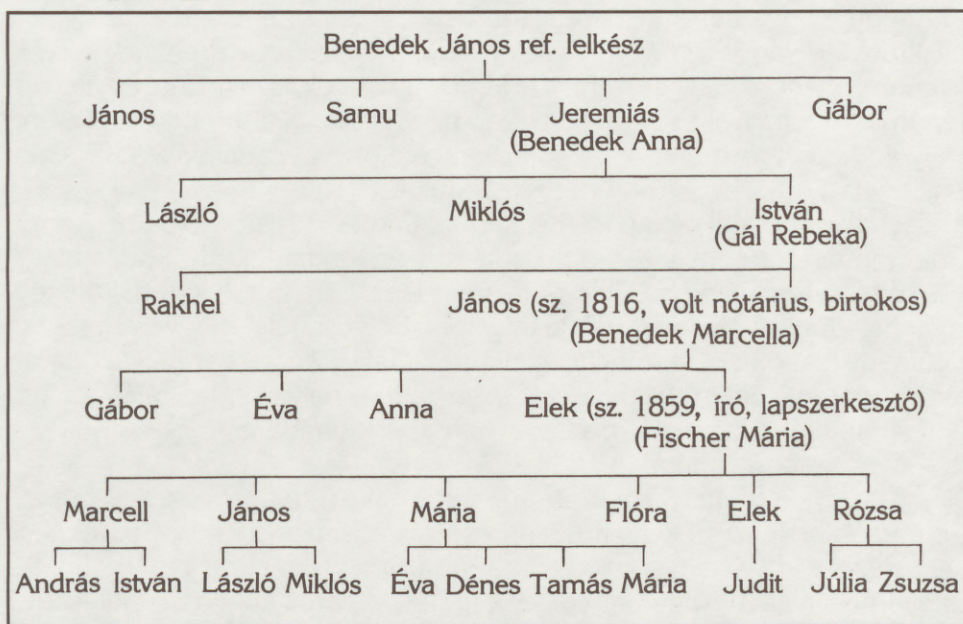 Benedek János ref. lelkész
János Samu Jeremiás Gábor
(Benedek Anna)
László Miklós István
(Gál Rebeka)
Rakhel János (sz. 1816, volt nótárius, birtokos)
(Benedek Marcella)
Gábor Éva Anna Elek (sz. 1859, író, lapszerkesztő)
(Fischer Mária)
Marcell János Mária Flóra Elek Rózsa
András István László Miklós Éva Dénes Tamás Mária Judit Júlia Zsuzsa